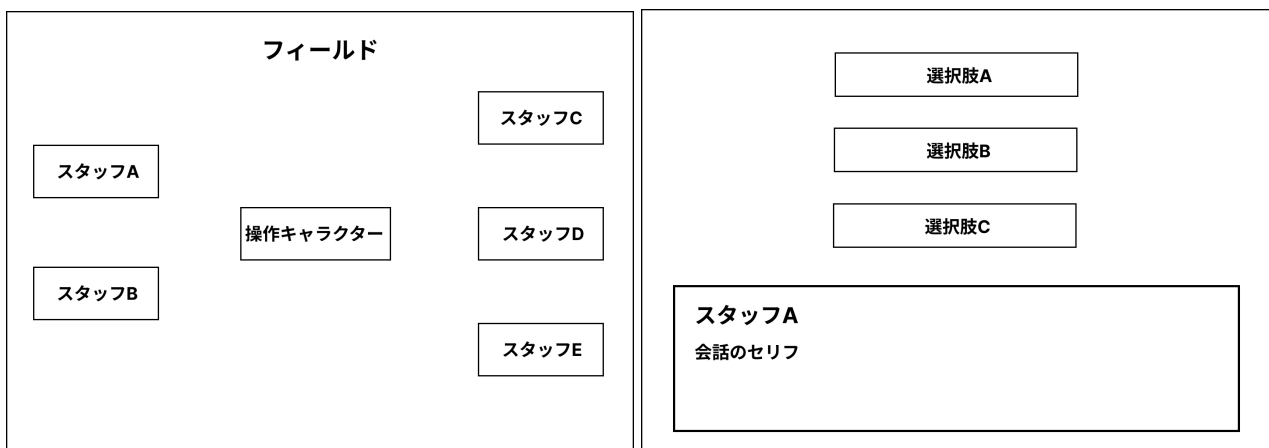 フィールド
スタッフC
スタッフA
操作キャラクター
スタッフD
スタッフB
スタッフE
選択肢A
選択肢B
選択肢C
スタッフA
会話のセリフ